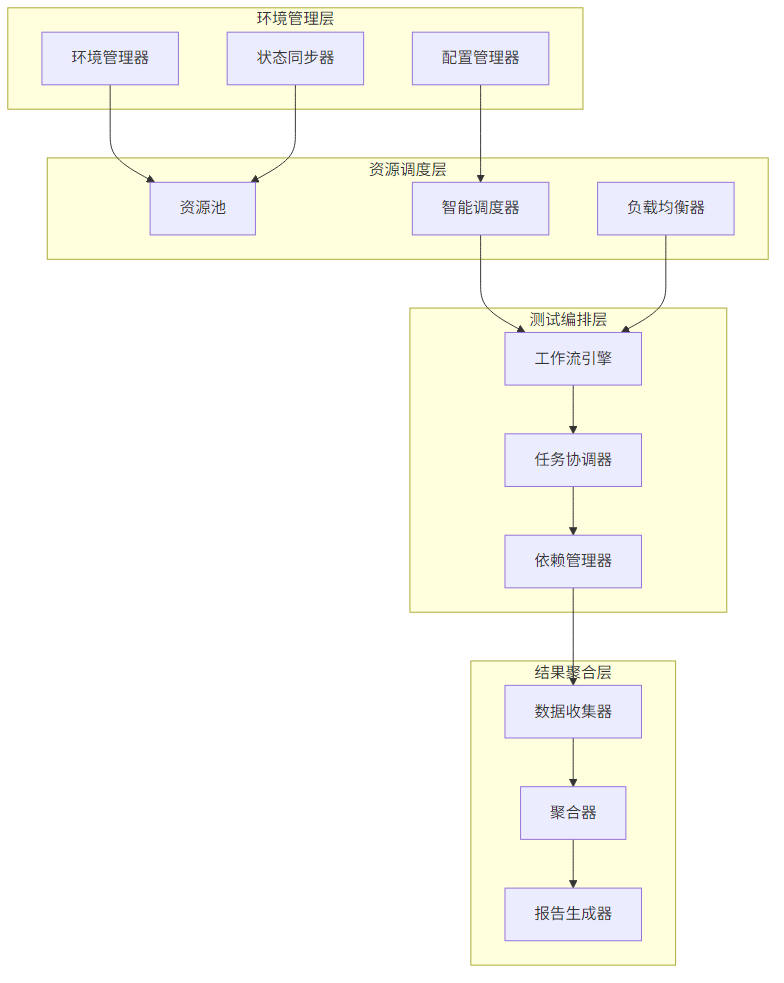 环境管理层
环境管理器
状态同步器
配置管理器
资源调度层
资源池
智能调度器
负载均衡器
测试编排层
工作流引擎
任务协调器
依赖管理器
结果聚合层
数据收集器
聚合器
报告生成器